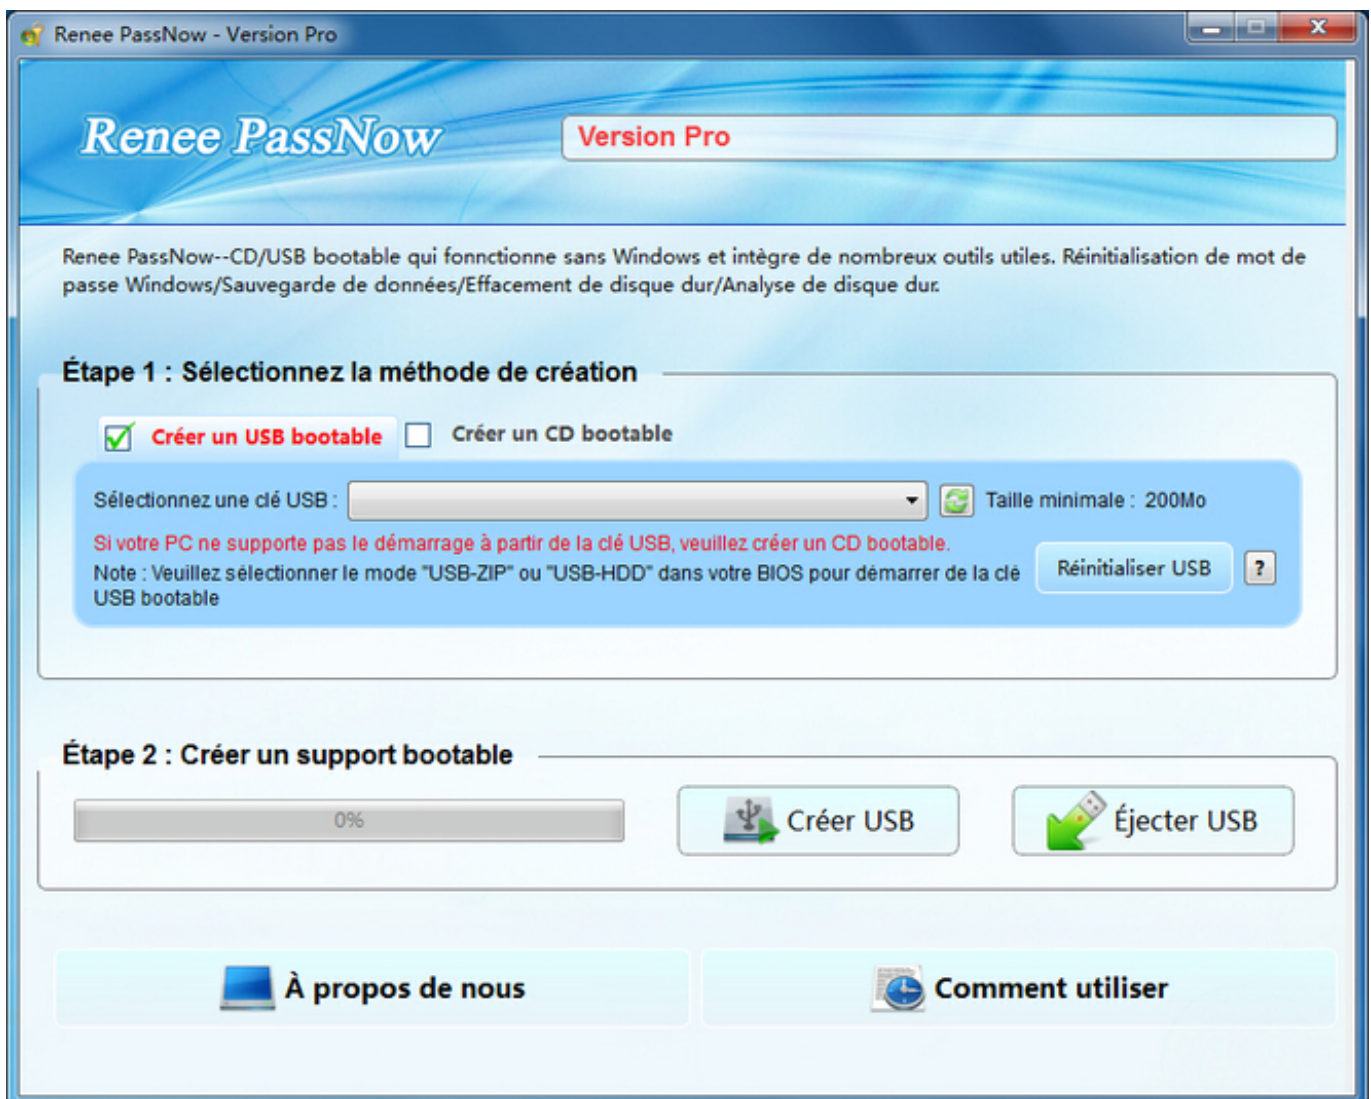 Renee PassNow - Version Pro
Renee PassNow
Version Pro
Renee PassNow--CD/USB bootable qui fonnctionne sans Windows et intègre de nombreux outils utiles. Réinitialisation de mot de
passe Windows/Sauvegarde de données/Effacement de disque dur/Analyse de disque dur.
Étape 1 : Sélectionnez la méthode de création
Créer un USB bootable Créer un CD bootable
Sélectionnez une clé USB : Taille minimale : 200Mo
Si votre PC ne supporte pas le démarrage à partir de la clé USB, veuillez créer un CD bootable.
Note : Veuillez sélectionner le mode "USB-ZIP" ou "USB-HDD" dans votre BIOS pour démarrer de la clé
USB bootable
Réinitialiser USB ?
Étape 2 : Créer un support bootable
0% Créer USB Éjecter USB
À propos de nous Comment utiliser